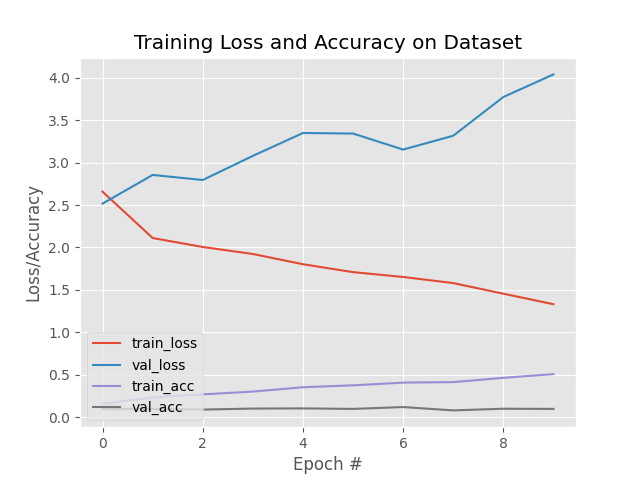 Training Loss and Accuracy on Dataset
4.0
3.5
3.0
2.5
2.0
1.5
1.0
0.5
0.0
Loss/Accuracy
train_loss
val_loss
train_acc
val_acc
0 2 4 6 8
Epoch #